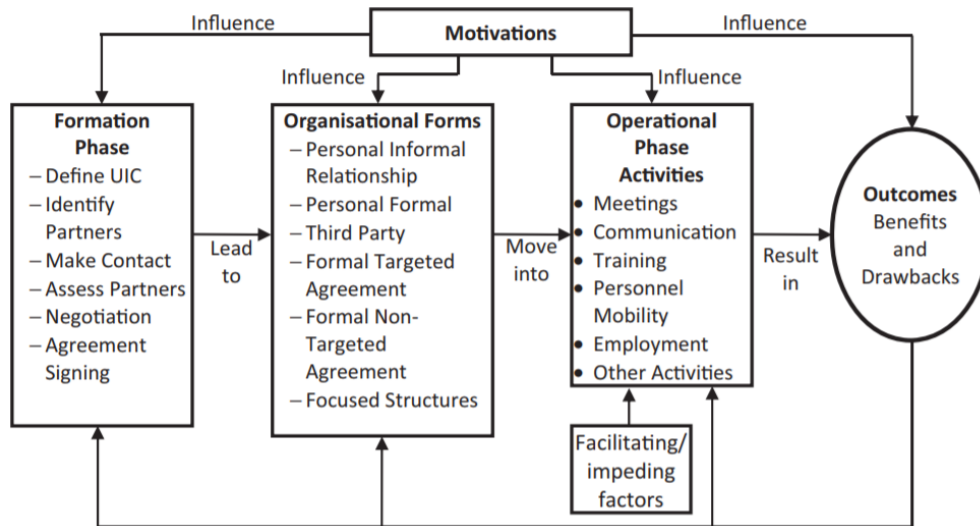 Influence
Motivations
Influence
Influence
Influence
Formation
Phase
– Define UIC
– Identify
Partners
– Make Contact
– Assess Partners
– Negotiation
– Agreement
Signing
Lead
to
Organisational Forms
– Personal Informal
Relationship
– Personal Formal
– Third Party
– Formal Targeted
Agreement
– Formal Non-
Targeted
Agreement
– Focused Structures
Move
into
Operational
Phase
Activities
• Meetings
• Communication
• Training
• Personnel
Mobility
• Employment
• Other Activities
Result
in
Outcomes
Benefits
and
Drawbacks
Facilitating/
impeding
factors